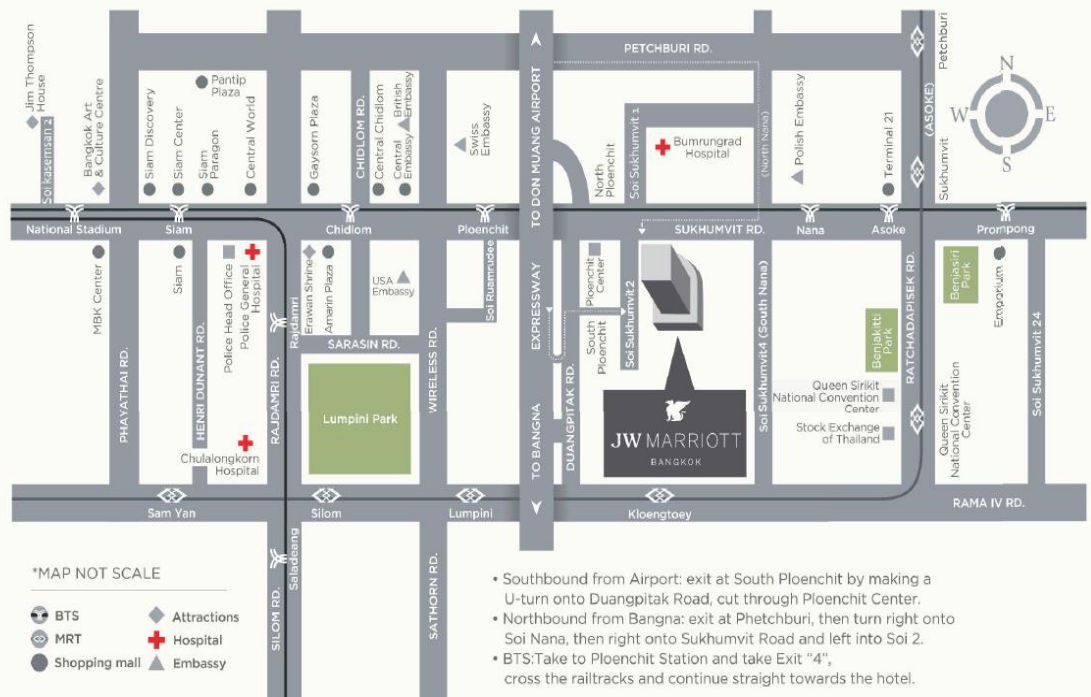 PETCHBURI RD.
Petchburi
(ASOKE)
Sukhumvit
N
W
E
S
Jim Thompson
House
Soi Kasemsan 2
Bangkok Art
& Culture Centre
Siam Discovery
Siam Center
Pantip
Plaza
Siam
Paragon
Central World
Gaysorn Plaza
CHIDLOM RD.
Central Chidlom
Central
Embassy
British
Embassy
Swiss
Embassy
TO DON MUANG AIRPORT
North
Ploenchit
Soi Sukhumvit 1
Bumrungrad
Hospital
(North Nana)
Polish Embassy
Terminal 21
National Stadium
Siam
Chidlom
Ploenchit
SUKHUMVIT RD.
Nana
Asoke
Prompong
MBK Center
PHAYATHAI RD.
Siam
HENRI DUNANT RD.
Police Head Office
Police General
Hospital
Rajdamri
RAJDAMRI RD.
Erawan Shrine
Amarin Plaza
USA
Embassy
SARASIN RD.
Lumpini Park
WIRELESS RD.
Soi Ruamrudee
EXPRESSWAY
TO BANGNA
DUANGPITAK RD.
Ploenchit
Center
South
Ploenchit
Soi Sukhumvit2
JW MARRIOTT
BANGKOK
Soi Sukhumvit4 (South Nana)
Benjakitti
Park
Queen Sirikit
National Convention
Center
Stock Exchange
of Thailand
RATCHADAPISEK RD.
Benjasiri
Park
Emporium
Soi Sukhumvit 24
Queen Sirikit
National Convention
Center
Chulalongkorn
Hospital
Sam Yan
Silom
Lumpini
Kloengtoey
RAMA IV RD.
Saladeang
SILOM RD.
SATHORN RD.
*MAP NOT SCALE
BTS
Attractions
MRT
Hospital
Shopping mall
Embassy
• Southbound from Airport: exit at South Ploenchit by making a
U-turn onto Duangpitak Road, cut through Ploenchit Center.
• Northbound from Bangna: exit at Phetchburi, then turn right onto
Soi Nana, then right onto Sukhumvit Road and left into Soi 2.
• BTS:Take to Ploenchit Station and take Exit "4",
cross the railtracks and continue straight towards the hotel.